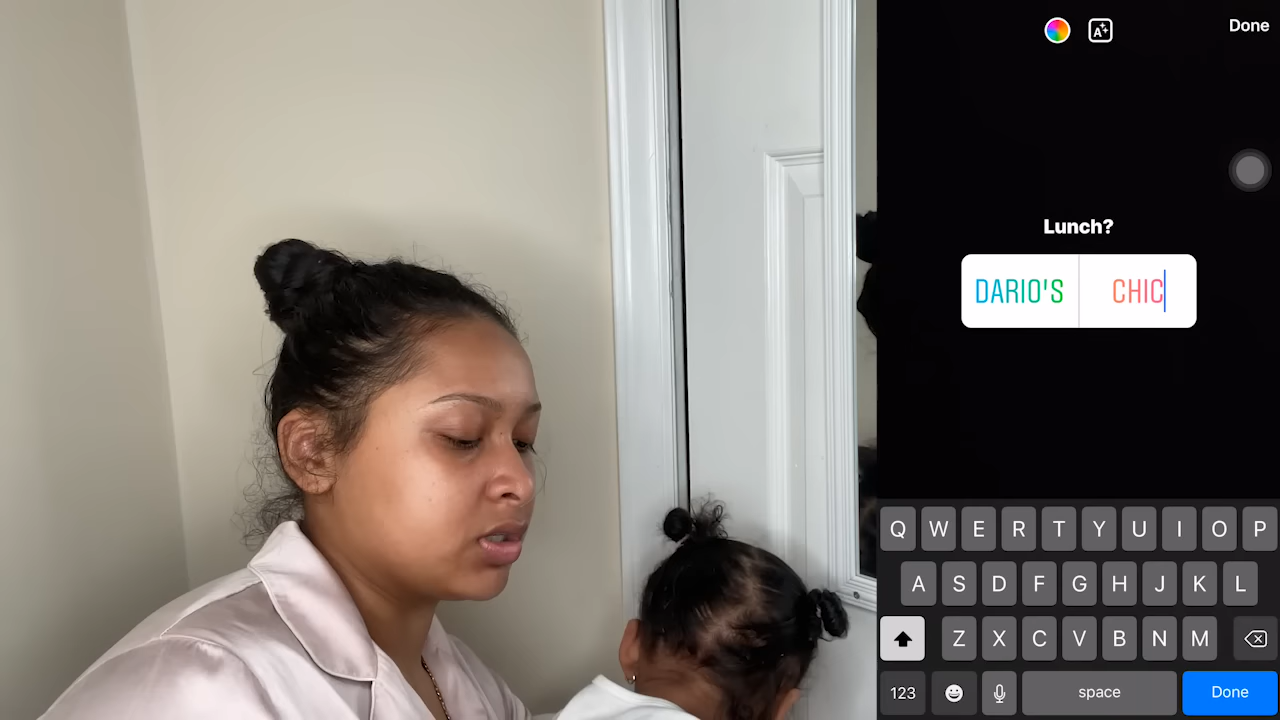 Done
Lunch?
DARIO'S CHIC
Q W E R T Y U I O P
A S D F G H J K L
Z X C V B N M
123 space Done